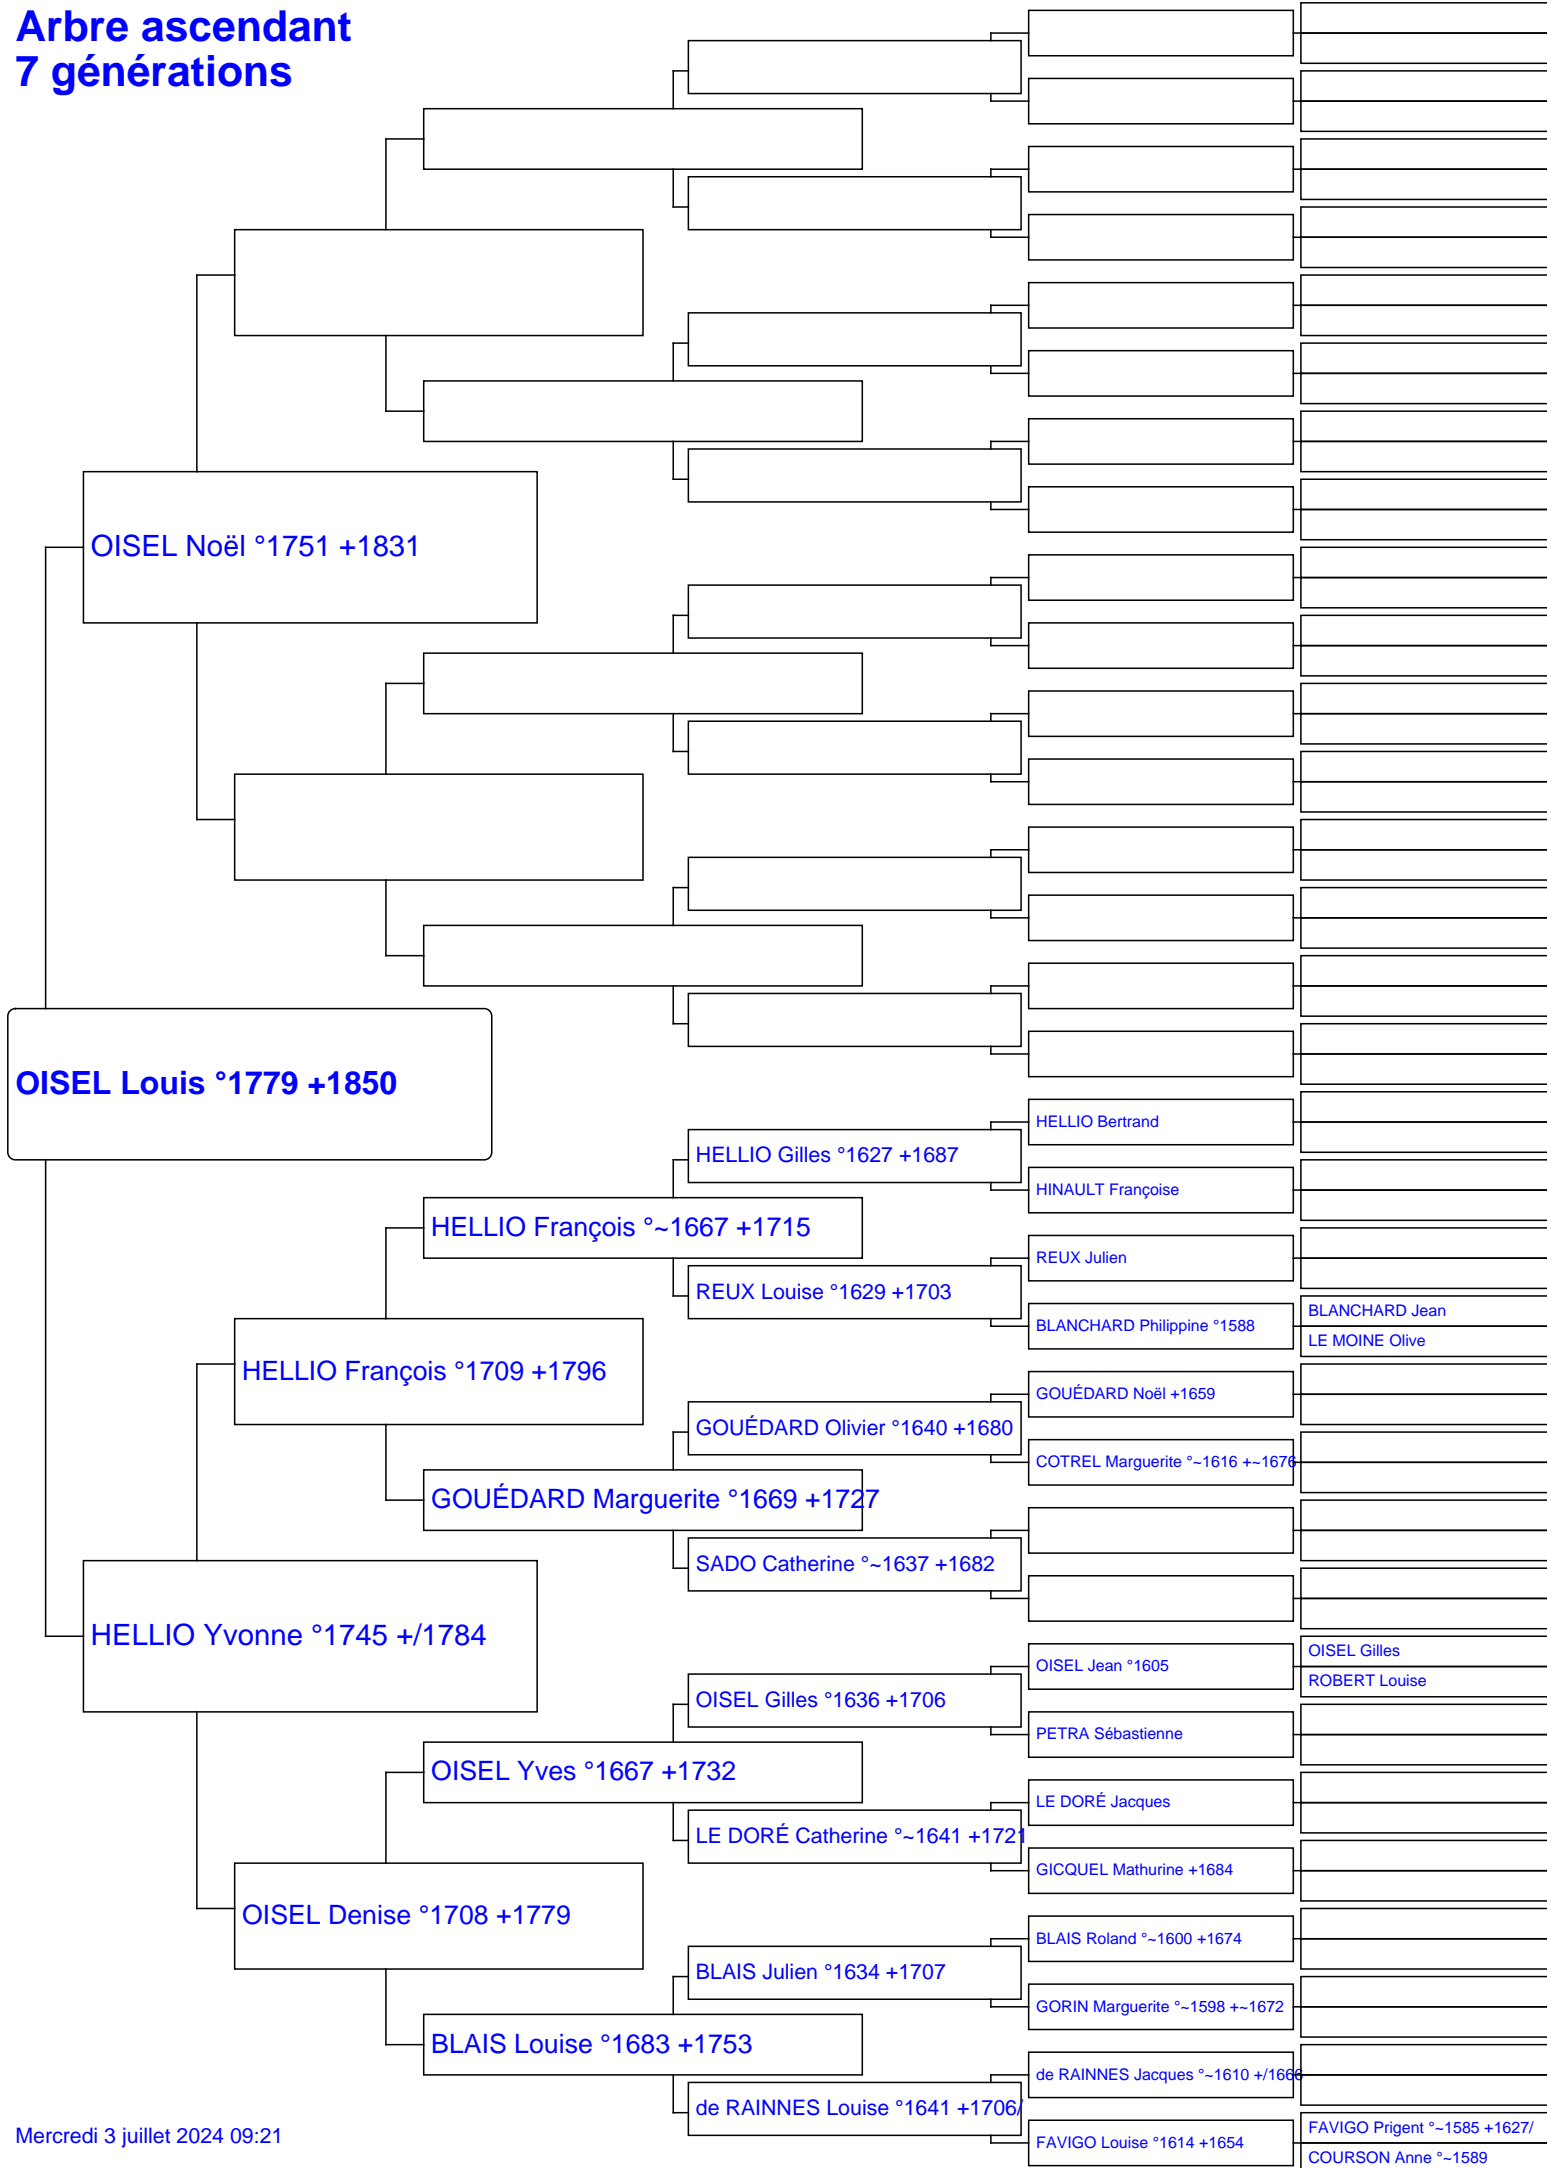 Arbre ascendant
7 générations
OISEL Noël °1751 +1831
OISEL Louis °1779 +1850
HELLIO Bertrand
HELLIO Gilles °1627 +1687
HINAULT Françoise
HELLIO François °~1667 +1715
REUX Julien
REUX Louise °1629 +1703
BLANCHARD Jean
BLANCHARD Philippine °1588
LE MOINE Olive
HELLIO François °1709 +1796
GOUÉDARD Noël +1659
GOUÉDARD Olivier °1640 +1680
COTREL Marguerite °~1616 +~1676
GOUÉDARD Marguerite °1669 +1727
SADO Catherine °~1637 +1682
HELLIO Yvonne °1745 +/1784
OISEL Gilles
OISEL Jean °1605
ROBERT Louise
OISEL Gilles °1636 +1706
PETRA Sébastienne
OISEL Yves °1667 +1732
LE DORÉ Jacques
LE DORÉ Catherine °~1641 +1721
GICQUEL Mathurine +1684
OISEL Denise °1708 +1779
BLAIS Roland °~1600 +1674
BLAIS Julien °1634 +1707
GORIN Marguerite °~1598 +~1672
BLAIS Louise °1683 +1753
de RAINNES Jacques °~1610 +/1666
de RAINNES Louise °1641 +1706/
FAVIGO Prigent °~1585 +1627/
FAVIGO Louise °1614 +1654
COURSON Anne °~1589
Mercredi 3 juillet 2024 09:21